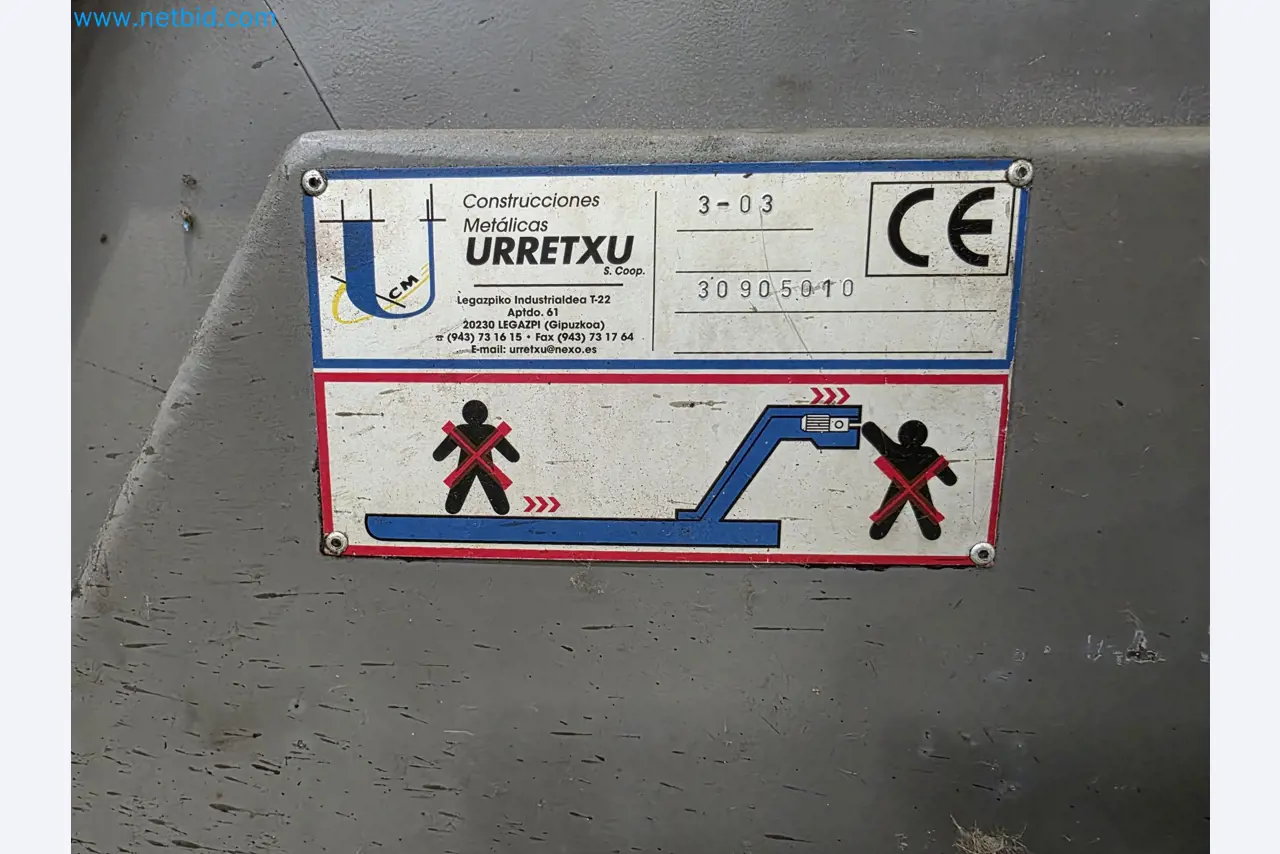 www.netbid.com
Construcciones
Metálicas
URRETXU
S. Coop.
CM
Legazpiko Industrialdea T-22
Aptdo. 61
20230 LEGAZPI (Gipuzkoa)
☎ (943) 73 16 15 • Fax (943) 73 17 64
E-mail: urretxu@nexo.es
3-03
30905010
CE